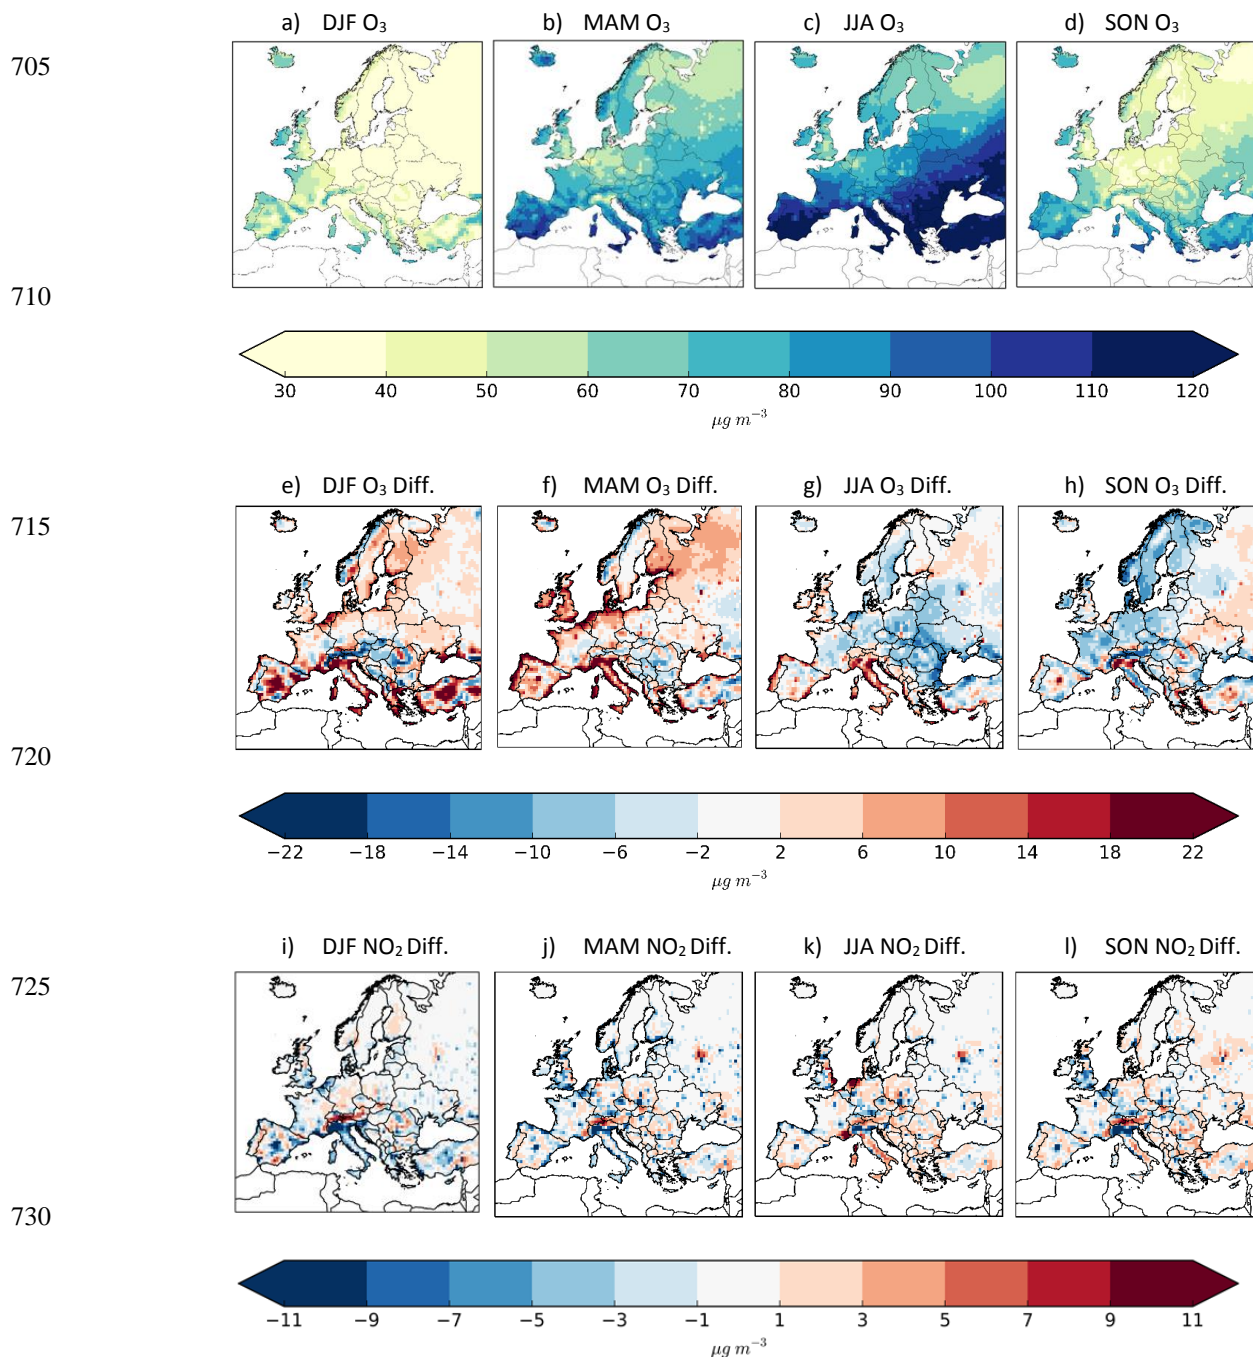 a) DJF O₃ b) MAM O₃ c) JJA O₃ d) SON O₃
705
710
30 40 50 60 70 80 90 100 110 120
μg m⁻³
e) DJF O₃ Diff. f) MAM O₃ Diff. g) JJA O₃ Diff. h) SON O₃ Diff.
715
720
−22 −18 −14 −10 −6 −2 2 6 10 14 18 22
μg m⁻³
i) DJF NO₂ Diff. j) MAM NO₂ Diff. k) JJA NO₂ Diff. l) SON NO₂ Diff.
725
730
−11 −9 −7 −5 −3 −1 1 3 5 7 9 11
μg m⁻³